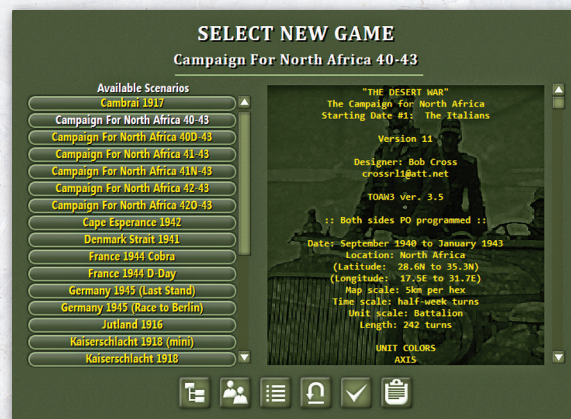 SELECT NEW GAME
Campaign For North Africa 40-43
Available Scenarios
Cambrai 1917
Campaign For North Africa 40-43
Campaign For North Africa 40D-43
Campaign For North Africa 41-43
Campaign For North Africa 41N-43
Campaign For North Africa 42-43
Campaign For North Africa 42O-43
Cape Esperance 1942
Denmark Strait 1941
France 1944 Cobra
France 1944 D-Day
Germany 1945 (Last Stand)
Germany 1945 (Race to Berlin)
Jutland 1916
Kaiserschlacht 1918 (mini)
Kaiserschlacht 1918
"THE DESERT WAR"
The Campaign for North Africa
Starting Date #1: The Italians
Version 11
Designer: Bob Cross
crossrl1@att.net
TOAW3 ver. 3.5
:: Both sides PO programmed ::
Date: September 1940 to January 1943
Location: North Africa
(Latitude: 28.6N to 35.3N)
(Longitude: 17.5E to 31.7E)
Map scale: 5km per hex
Time scale: half-week turns
Unit scale: Battalion
Length: 242 turns
UNIT COLORS
AXIS